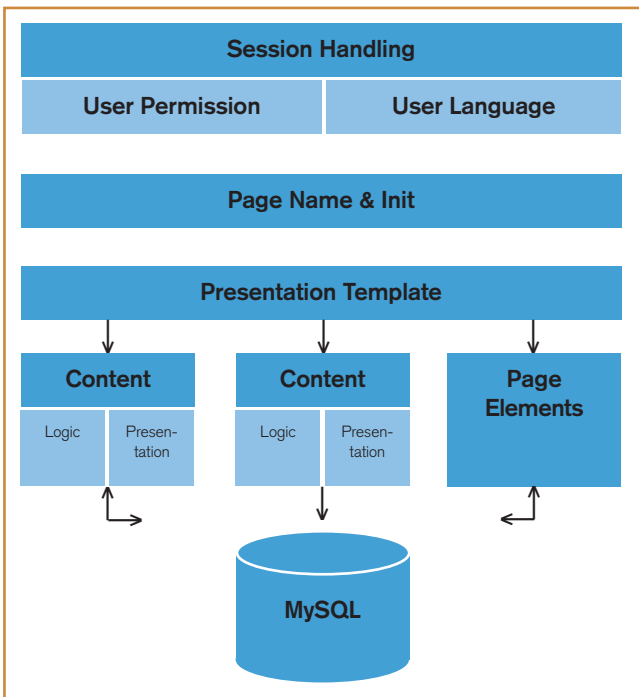 Session Handling
User Permission
User Language
Page Name & Init
Presentation Template
Content
Content
Page
Elements
Logic
Presen-
tation
Logic
Presen-
tation
MySQL